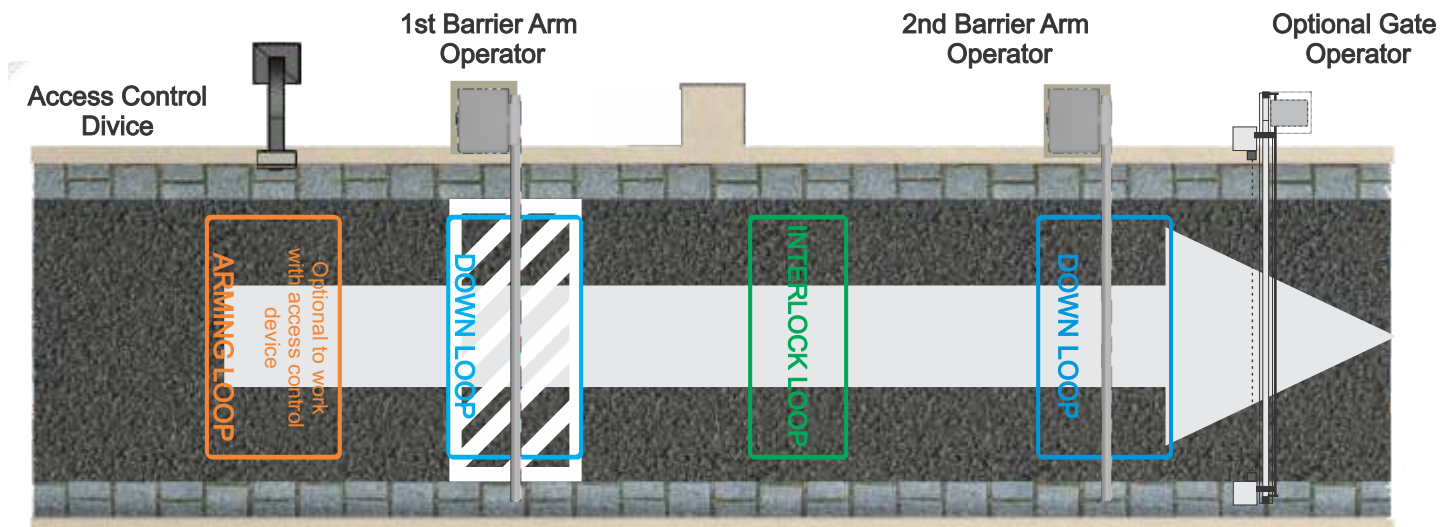 1st Barrier Arm
Operator
2nd Barrier Arm
Operator
Optional Gate
Operator
Access Control
Divice
ARMING LOOP
Optional to work
with access control
device
DOWN LOOP
INTERLOCK LOOP
DOWN LOOP